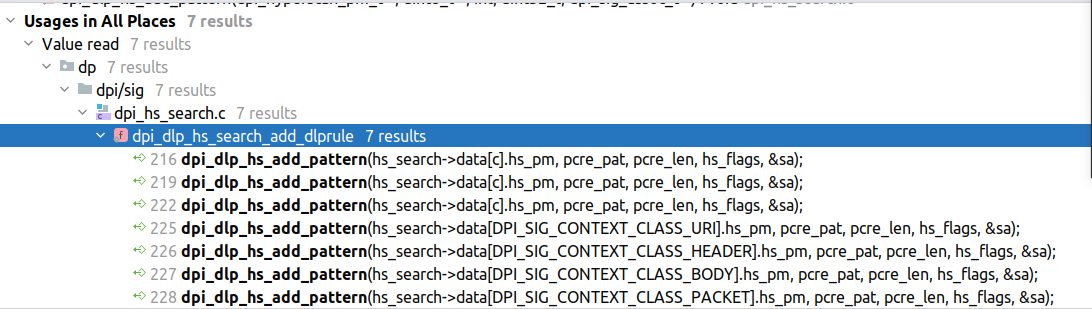 Usages in All Places 7 results
Value read 7 results
dp 7 results
dpi/sig 7 results
dpi_hs_search.c 7 results
dpi_dlp_hs_search_add_dlprule 7 results
216 dpi_dlp_hs_add_pattern(hs_search->data[c].hs_pm, pcre_pat, pcre_len, hs_flags, &sa);
219 dpi_dlp_hs_add_pattern(hs_search->data[c].hs_pm, pcre_pat, pcre_len, hs_flags, &sa);
222 dpi_dlp_hs_add_pattern(hs_search->data[c].hs_pm, pcre_pat, pcre_len, hs_flags, &sa);
225 dpi_dlp_hs_add_pattern(hs_search->data[DPI_SIG_CONTEXT_CLASS_URI].hs_pm, pcre_pat, pcre_len, hs_flags, &sa);
226 dpi_dlp_hs_add_pattern(hs_search->data[DPI_SIG_CONTEXT_CLASS_HEADER].hs_pm, pcre_pat, pcre_len, hs_flags, &sa);
227 dpi_dlp_hs_add_pattern(hs_search->data[DPI_SIG_CONTEXT_CLASS_BODY].hs_pm, pcre_pat, pcre_len, hs_flags, &sa);
228 dpi_dlp_hs_add_pattern(hs_search->data[DPI_SIG_CONTEXT_CLASS_PACKET].hs_pm, pcre_pat, pcre_len, hs_flags, &sa);